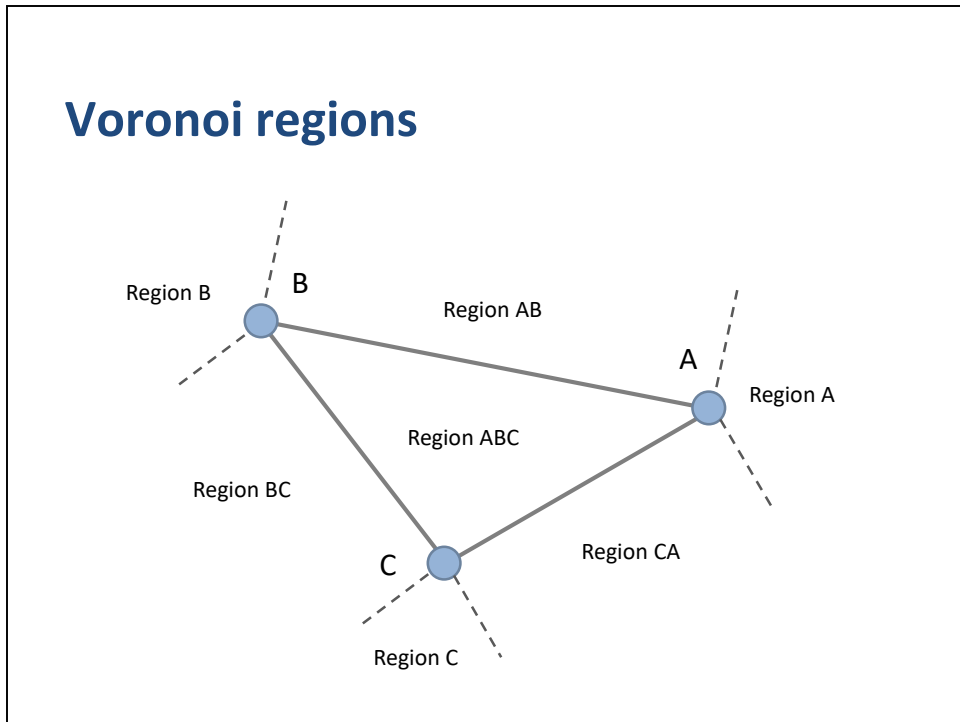 Voronoi regions
B
Region B
Region AB
A
Region A
Region ABC
Region BC
Region CA
C
Region C